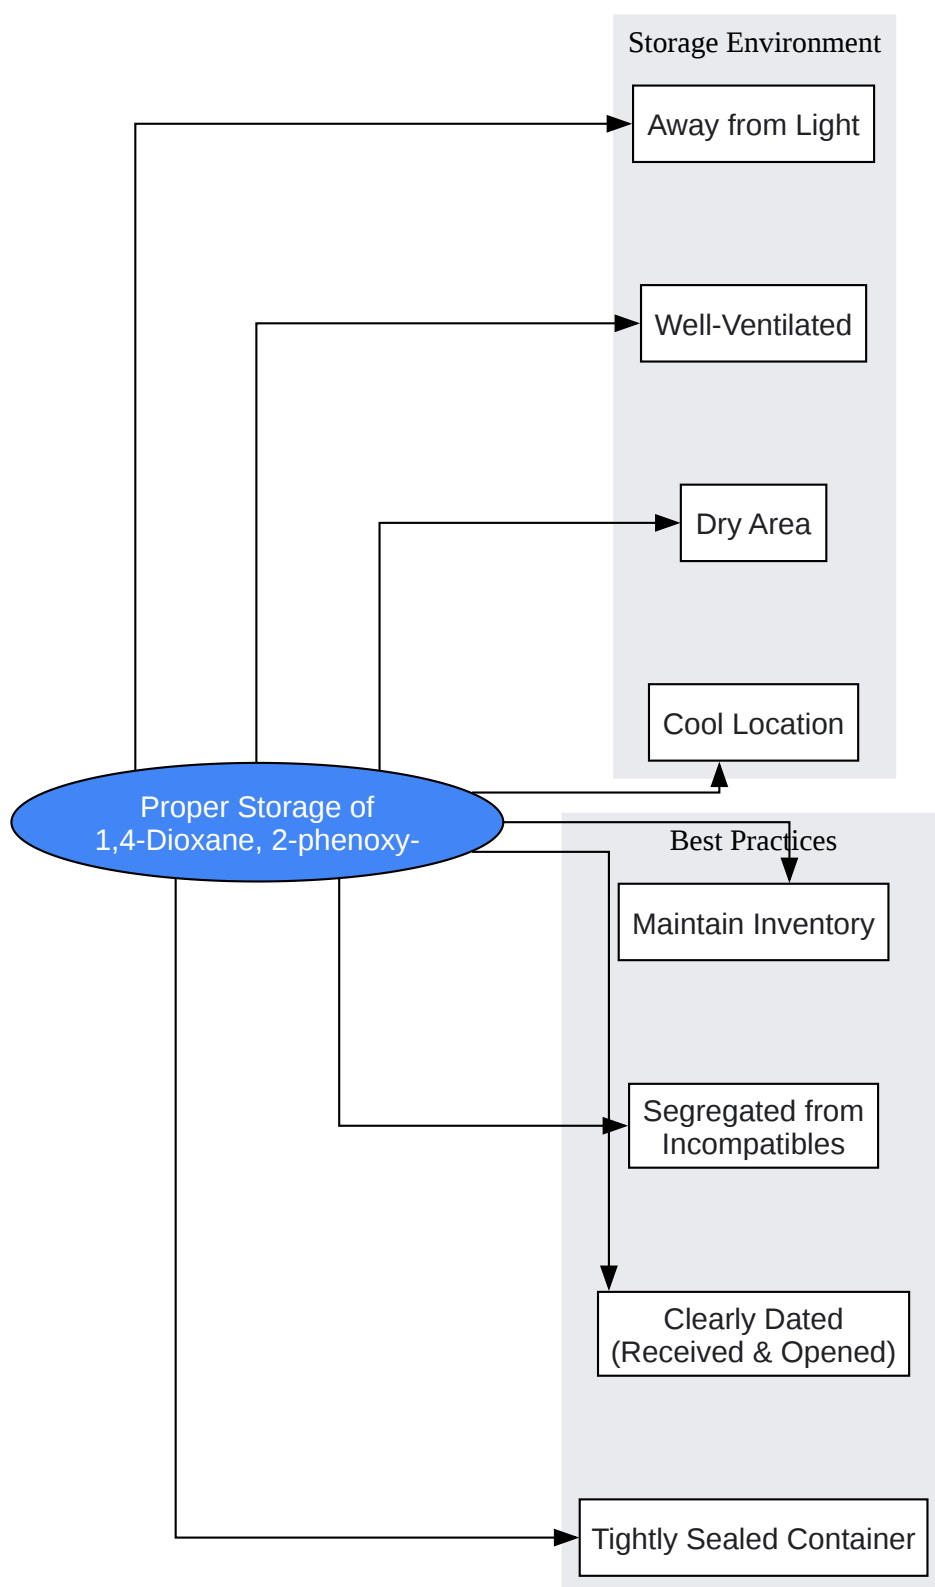 Storage Environment
Away from Light
Well-Ventilated
Dry Area
Cool Location
Proper Storage of
1,4-Dioxane, 2-phenoxy-
Best Practices
Maintain Inventory
Segregated from
Incompatibles
Clearly Dated
(Received & Opened)
Tightly Sealed Container